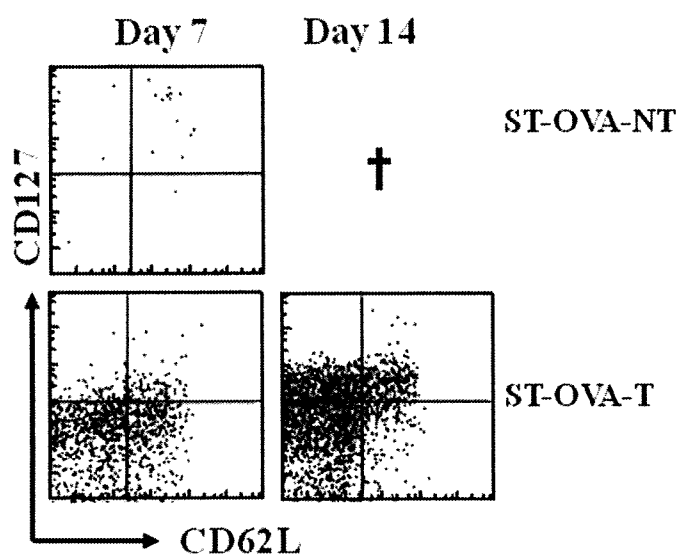 Day 7 Day 14
ST-OVA-NT
†
CD127
ST-OVA-T
CD62L